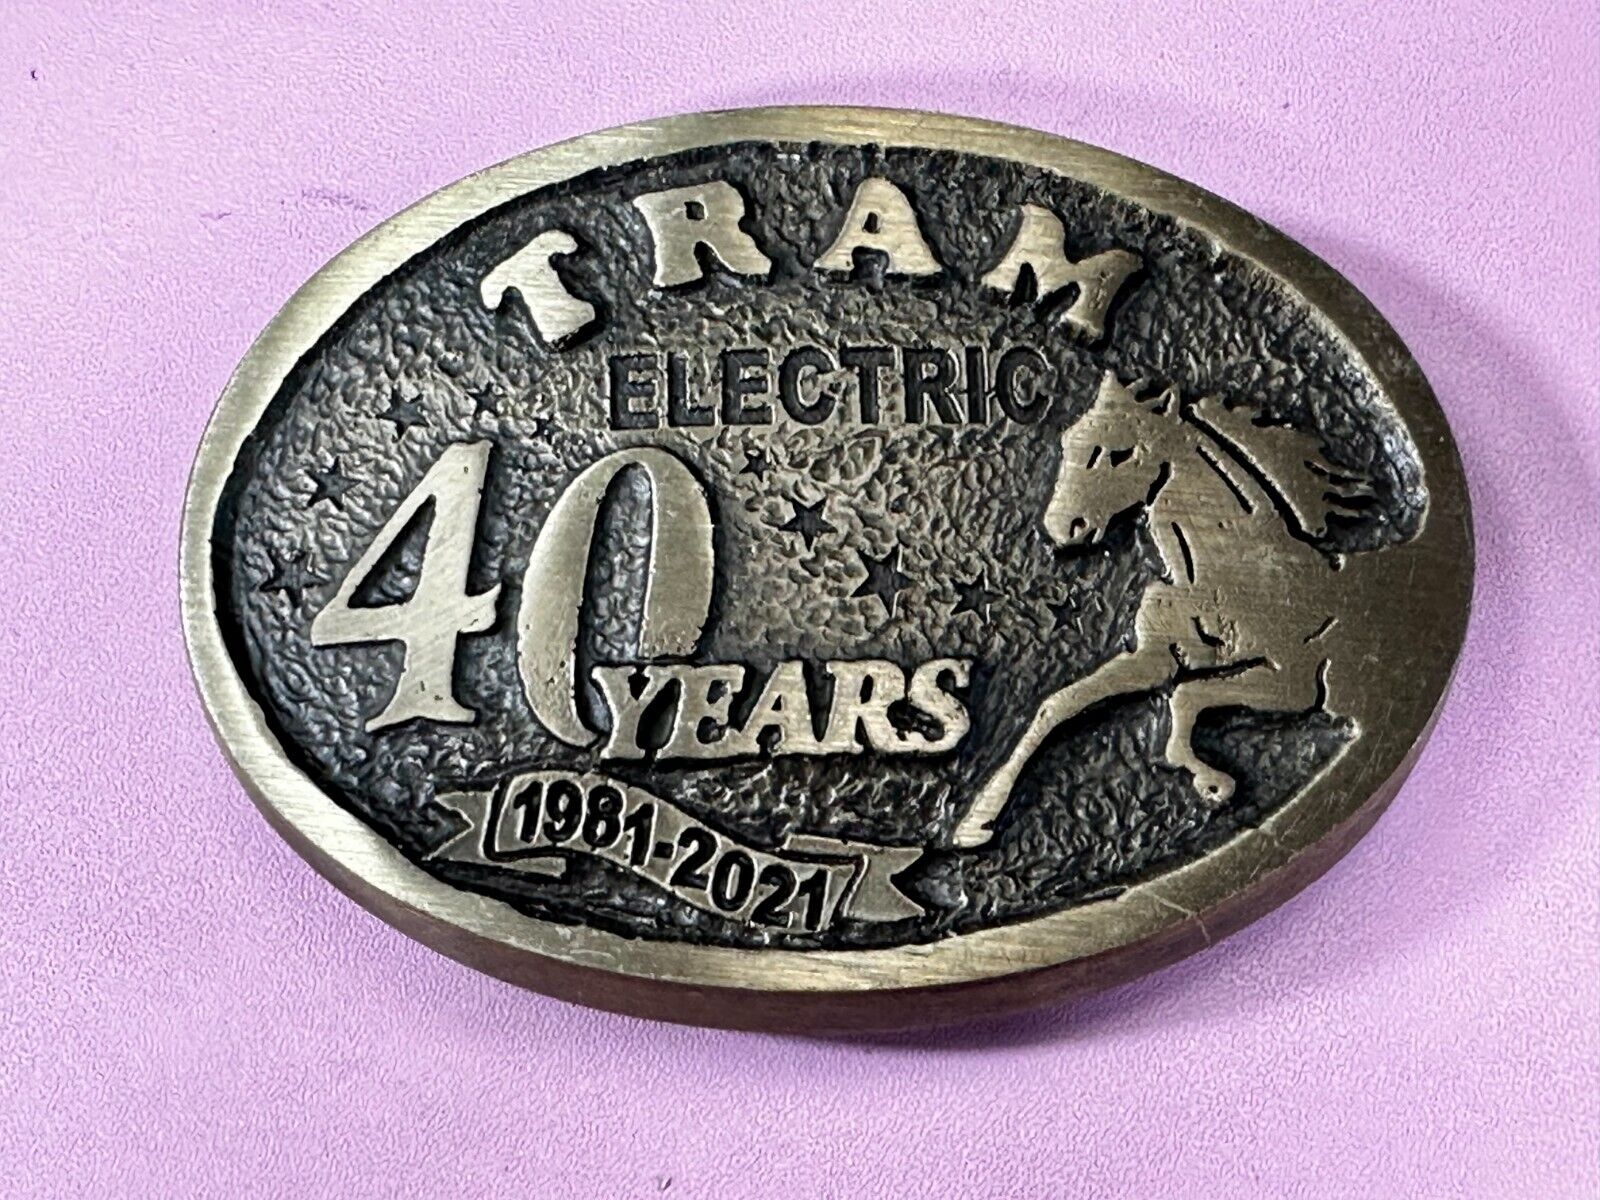 TRAM
ELECTRIC
40
YEARS
1981-2021